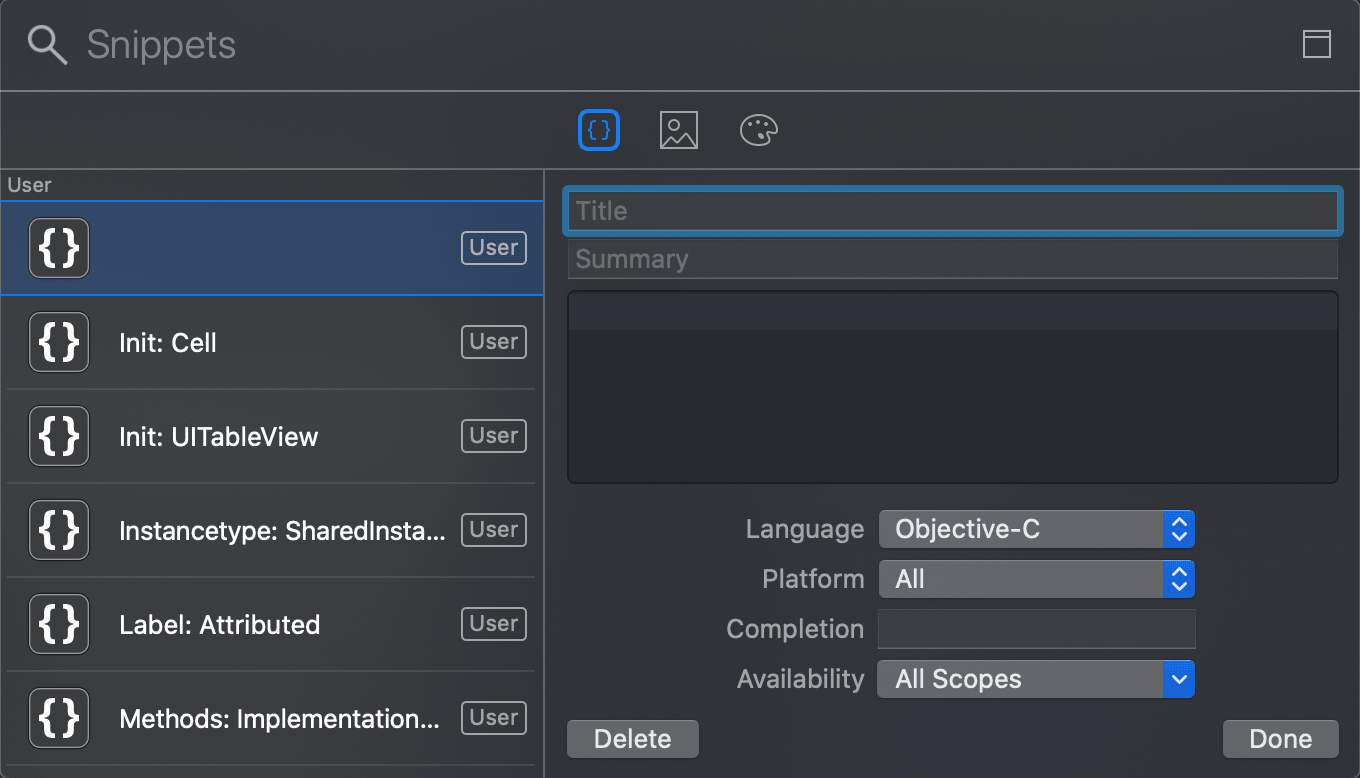 Snippets
User
{}
User
{}
Init: Cell
User
{}
Init: UITableView
User
{}
Instancetype: SharedInsta...
User
{}
Label: Attributed
User
{}
Methods: Implementation...
User
{}
Title
Summary
Language
Objective-C
Platform
All
Completion
Availability
All Scopes
Delete
Done